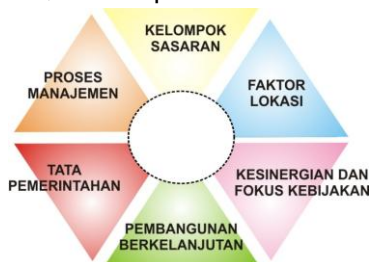 KELOMPOK
SASARAN
PROSES
MANAJEMEN
FAKTOR
LOKASI
TATA
PEMERINTAHAN
KESINERGIAN DAN
FOKUS KEBIJAKAN
PEMBANGUNAN
BERKELANJUTAN